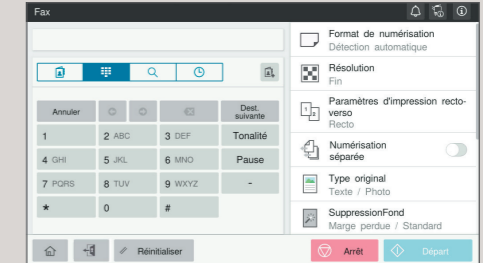 Fax
Annuler
Dest.
suivante
1
2 ABC
3 DEF
Tonalité
4 GHI
5 JKL
6 MNO
Pause
7 PQRS
8 TUV
9 WXYZ
-
*
0
#
Format de numérisation
Détection automatique
Résolution
Fin
Paramètres d'impression recto-
verso
Recto
Numérisation
séparée
Type original
Texte / Photo
SuppressionFond
Marge perdue / Standard
Réinitialiser
Arrêt
Départ